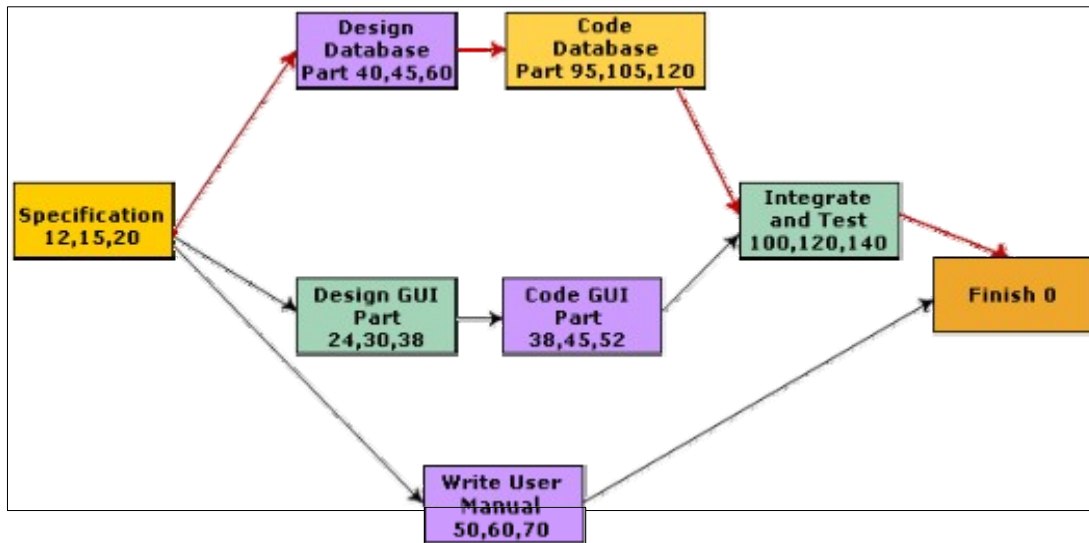 Design
Database
Part 40,45,60
Code
Database
Part 95,105,120
Specification
12,15,20
Integrate
and Test
100,120,140
Design GUI
Part
24,30,38
Code GUI
Part
38,45,52
Finish 0
Write User
Manual
50,60,70